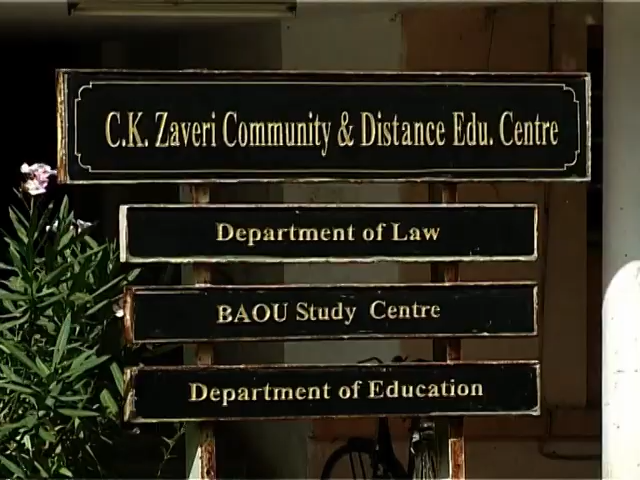 C.K. Zaveri Community & Distance Edu. Centre
Department of Law
BAOU Study Centre
Department of Education